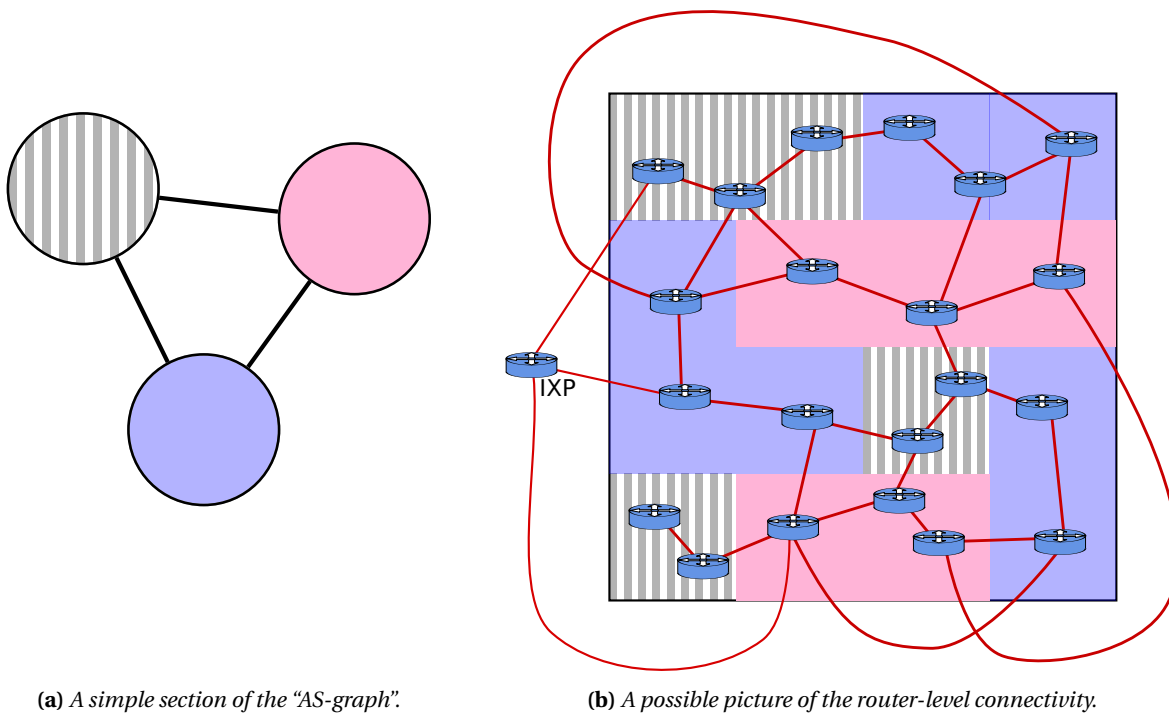 IXP
(a) A simple section of the “AS-graph”.
(b) A possible picture of the router-level connectivity.